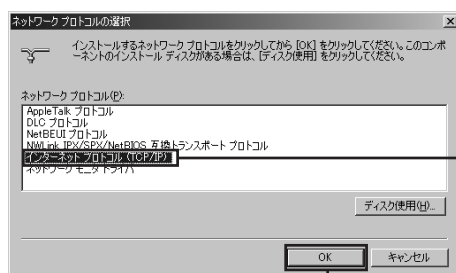 ネットワーク プロトコルの選択
インストールするネットワーク プロトコルをクリックしてから [OK] をクリックしてください。このコンポ
ーネントのインストール ディスクがある場合は、[ディスク使用] をクリックしてください。
ネットワーク プロトコル(P):
AppleTalk プロトコル
DLC プロトコル
NetBEUI プロトコル
NWLink IPX/SPX/NetBIOS 互換トランスポート プロトコル
インターネット プロトコル (TCP/IP)
ネットワーク モニタ ドライバ
ディスク使用(H)...
OK
キャンセル